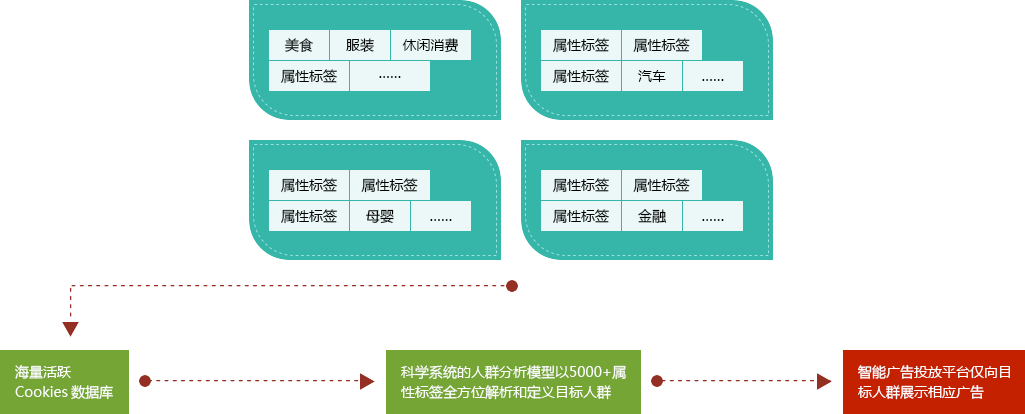 美食 服装 休闲消费
属性标签 ......
属性标签 属性标签
属性标签 汽车 ......
属性标签 属性标签
属性标签 母婴 ......
属性标签 属性标签
属性标签 金融 ......
海量活跃
Cookies 数据库
科学系统的人群分析模型以5000+属
性标签全方位解析和定义目标人群
智能广告投放平台仅向目
标人群展示相应广告